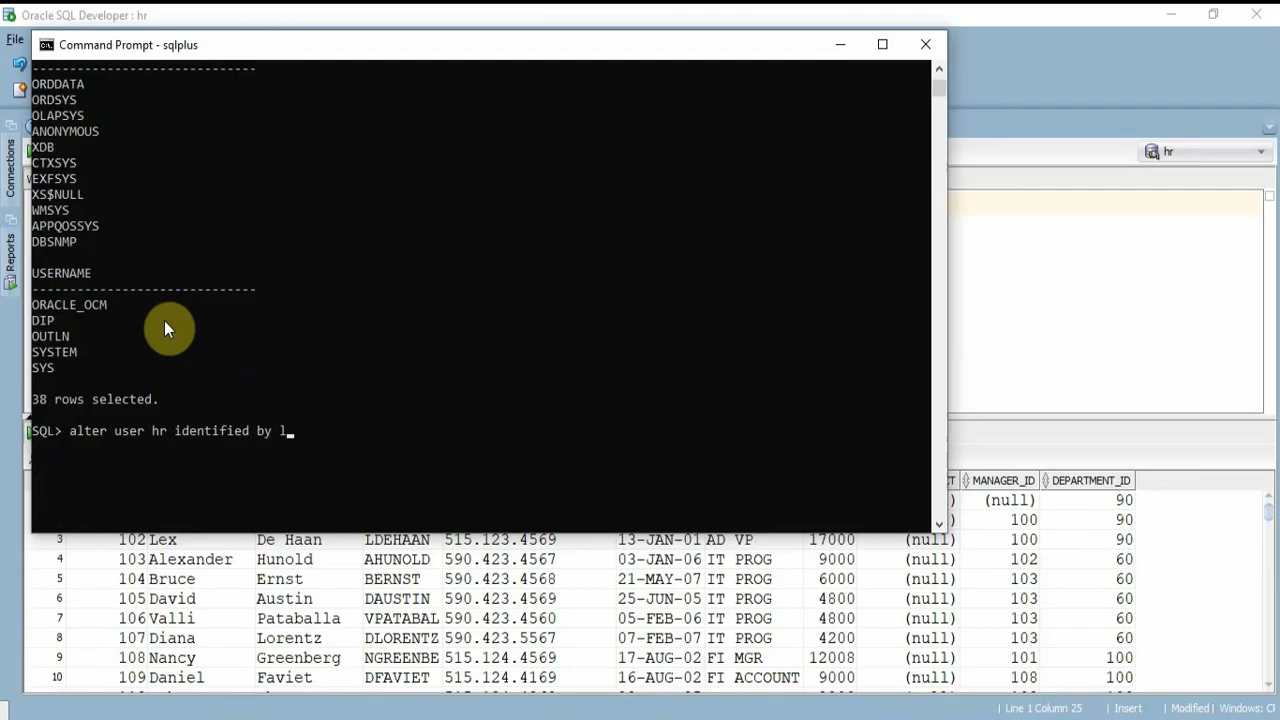 Oracle SQL Developer : hr
File
Command Prompt - sqlplus
------------------------------
ORDDATA
ORDSYS
OLAPSYS
ANONYMOUS
XDB
CTXSYS
EXFSYS
XS$NULL
WMSYS
APPQOSSYS
DBSNMP
USERNAME
------------------------------
ORACLE_OCM
DIP
OUTLN
SYSTEM
SYS
38 rows selected.
SQL> alter user hr identified by l_
Connections
Reports
hr
MANAGER_ID DEPARTMENT_ID
(null) 90
100 90
3 102 Lex De Haan LDEHAAN 515.123.4569 13-JAN-01 AD VP 17000 (null) 100 90
4 103 Alexander Hunold AHUNOLD 590.423.4567 03-JAN-06 IT PROG 9000 (null) 102 60
5 104 Bruce Ernst BERNST 590.423.4568 21-MAY-07 IT PROG 6000 (null) 103 60
6 105 David Austin DAUSTIN 590.423.4569 25-JUN-05 IT PROG 4800 (null) 103 60
7 106 Valli Pataballa VPATABAL 590.423.4560 05-FEB-06 IT PROG 4800 (null) 103 60
8 107 Diana Lorentz DLORENTZ 590.423.5567 07-FEB-07 IT PROG 4200 (null) 103 60
9 108 Nancy Greenberg NGREENBE 515.124.4569 17-AUG-02 FI MGR 12008 (null) 101 100
10 109 Daniel Faviet DFAVIET 515.124.4169 16-AUG-02 FI ACCOUNT 9000 (null) 108 100
Line 1 Column 25 Insert Modified Windows: CF